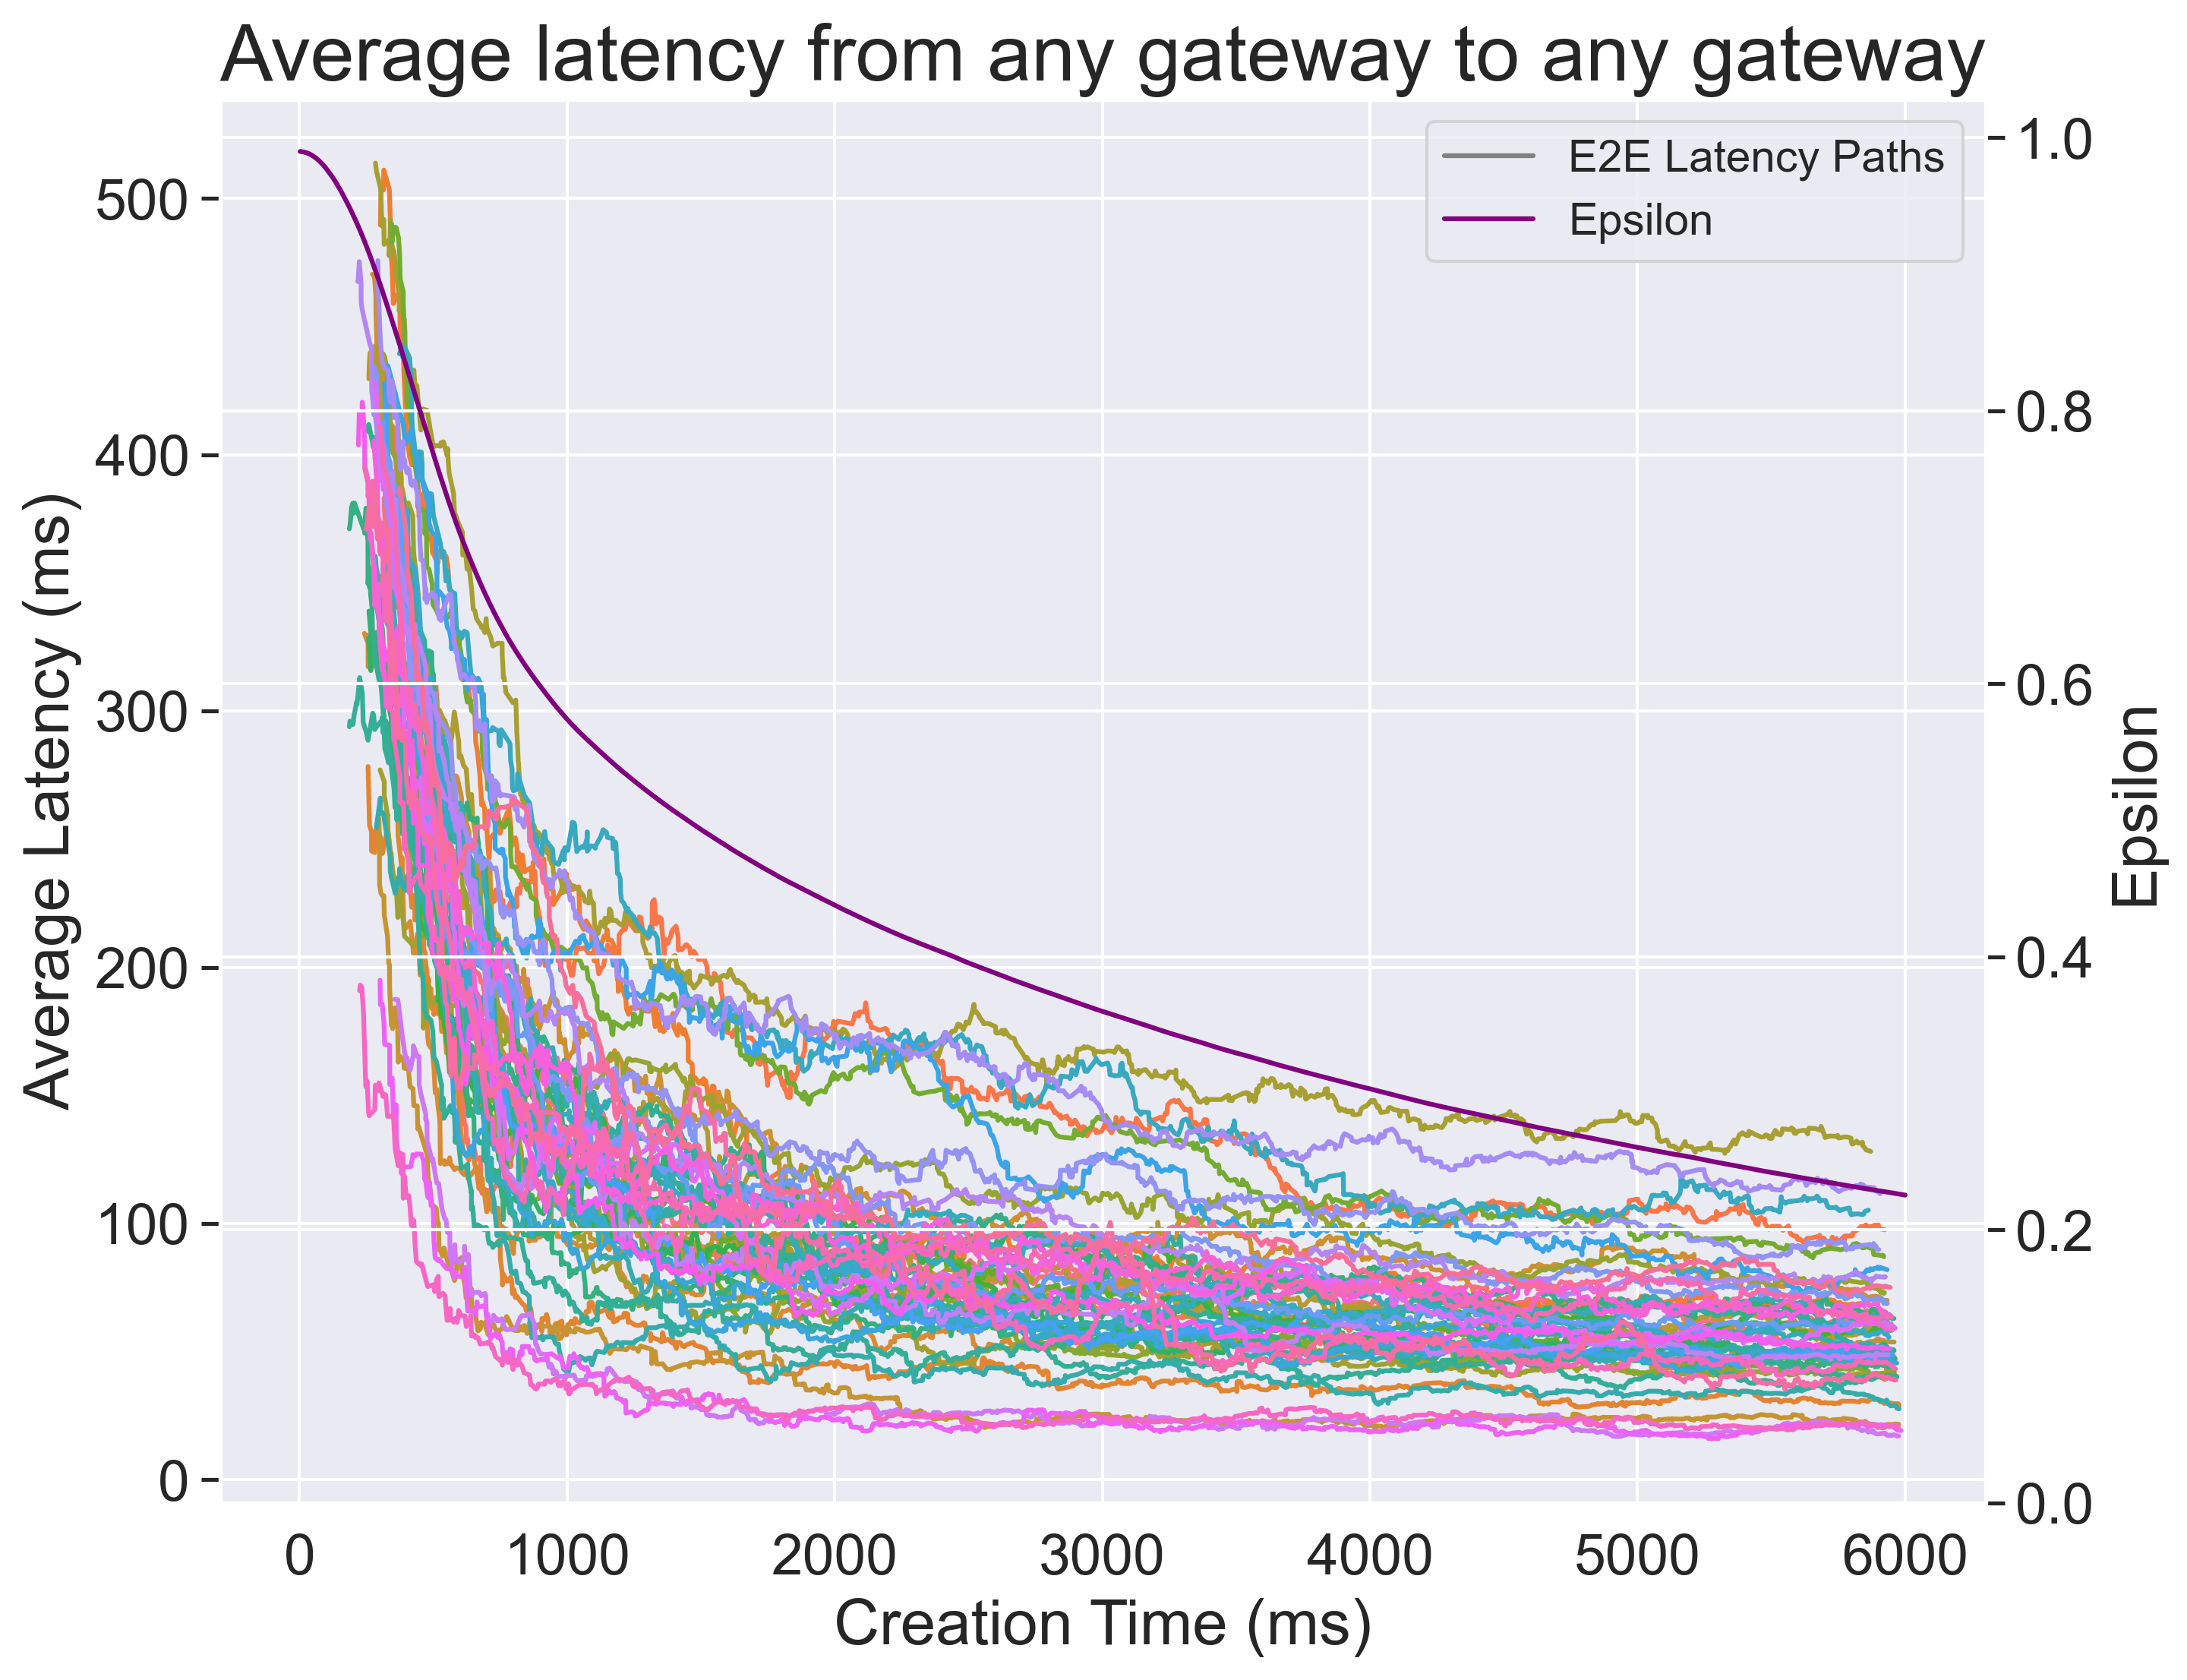 Average latency from any gateway to any gateway
E2E Latency Paths
Epsilon
Average Latency (ms)
500
400
300
200
100
0
1.0
0.8
0.6
0.4
0.2
0.0
Epsilon
0 1000 2000 3000 4000 5000 6000
Creation Time (ms)